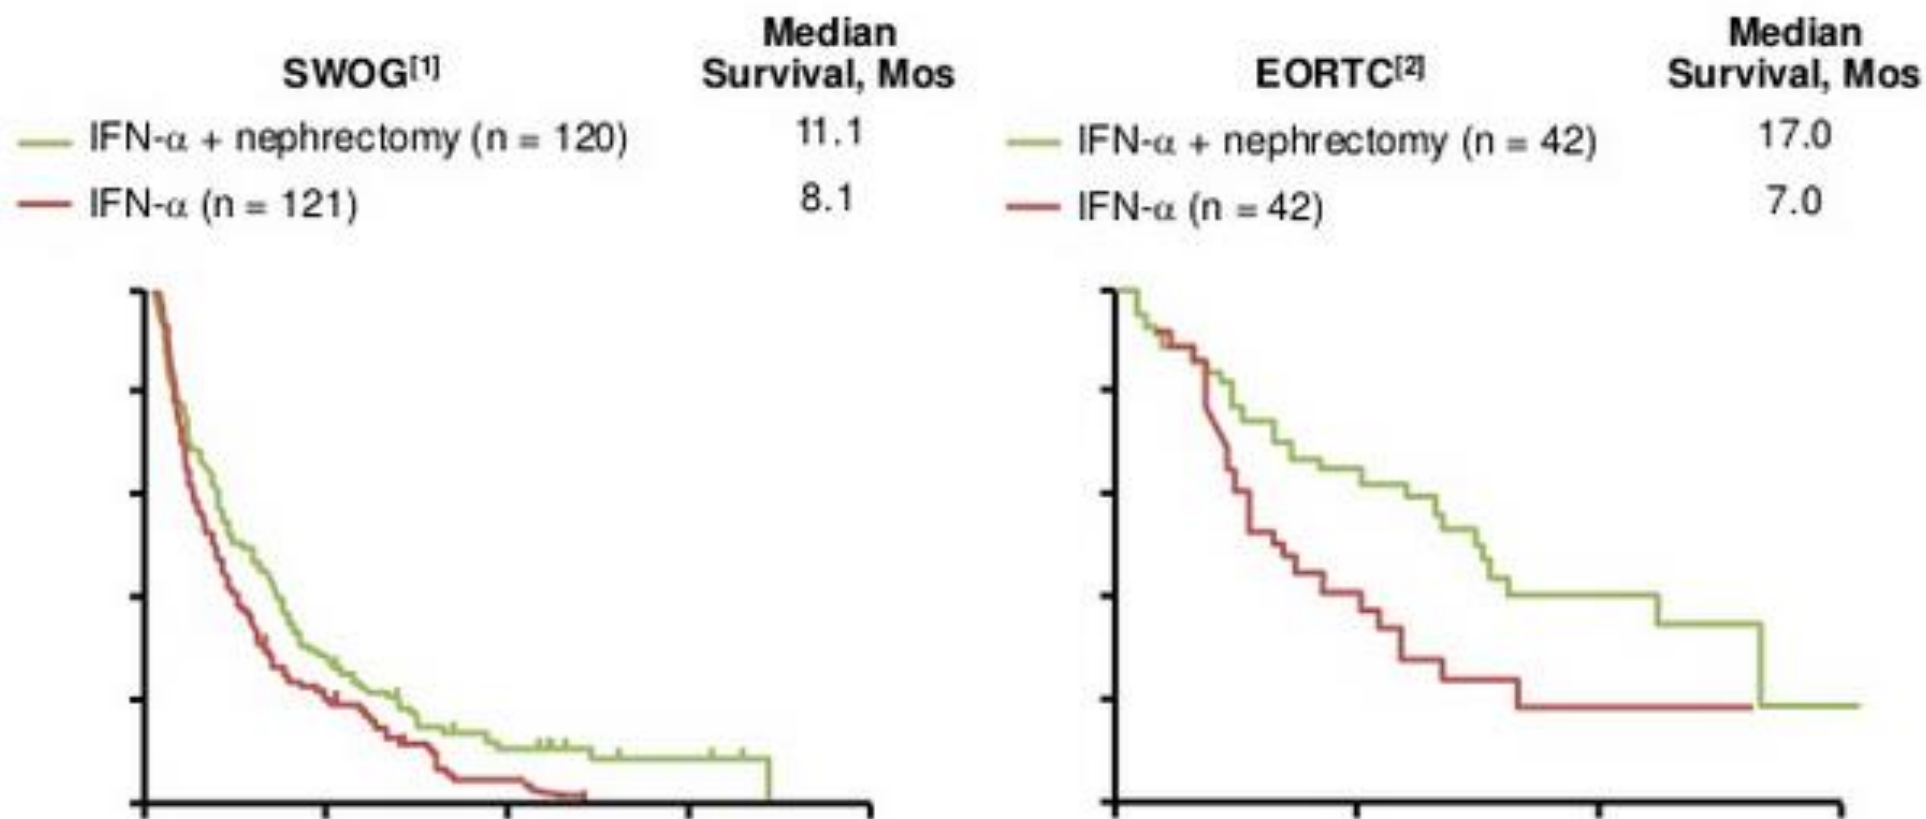 SWOG[1]
Median
Survival, Mos
IFN-α + nephrectomy (n = 120)
11.1
IFN-α (n = 121)
8.1
EORTC[2]
Median
Survival, Mos
IFN-α + nephrectomy (n = 42)
17.0
IFN-α (n = 42)
7.0